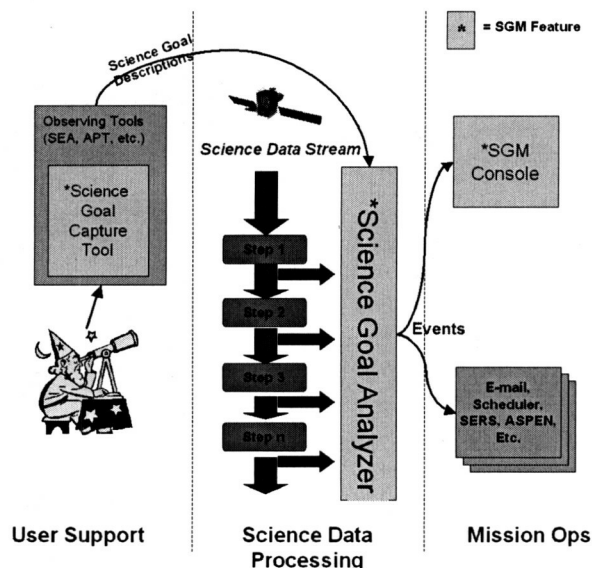 * = SGM Feature
Science Goal
Descriptions
Observing Tools
(SEA, APT, etc.)
*Science
Goal
Capture
Tool
Science Data Stream
Step 1
Step 2
Step 3
Step n
*Science Goal Analyzer
*SGM
Console
Events
E-mail,
Scheduler,
SERS, ASPEN,
Etc.
User Support
Science Data
Processing
Mission Ops